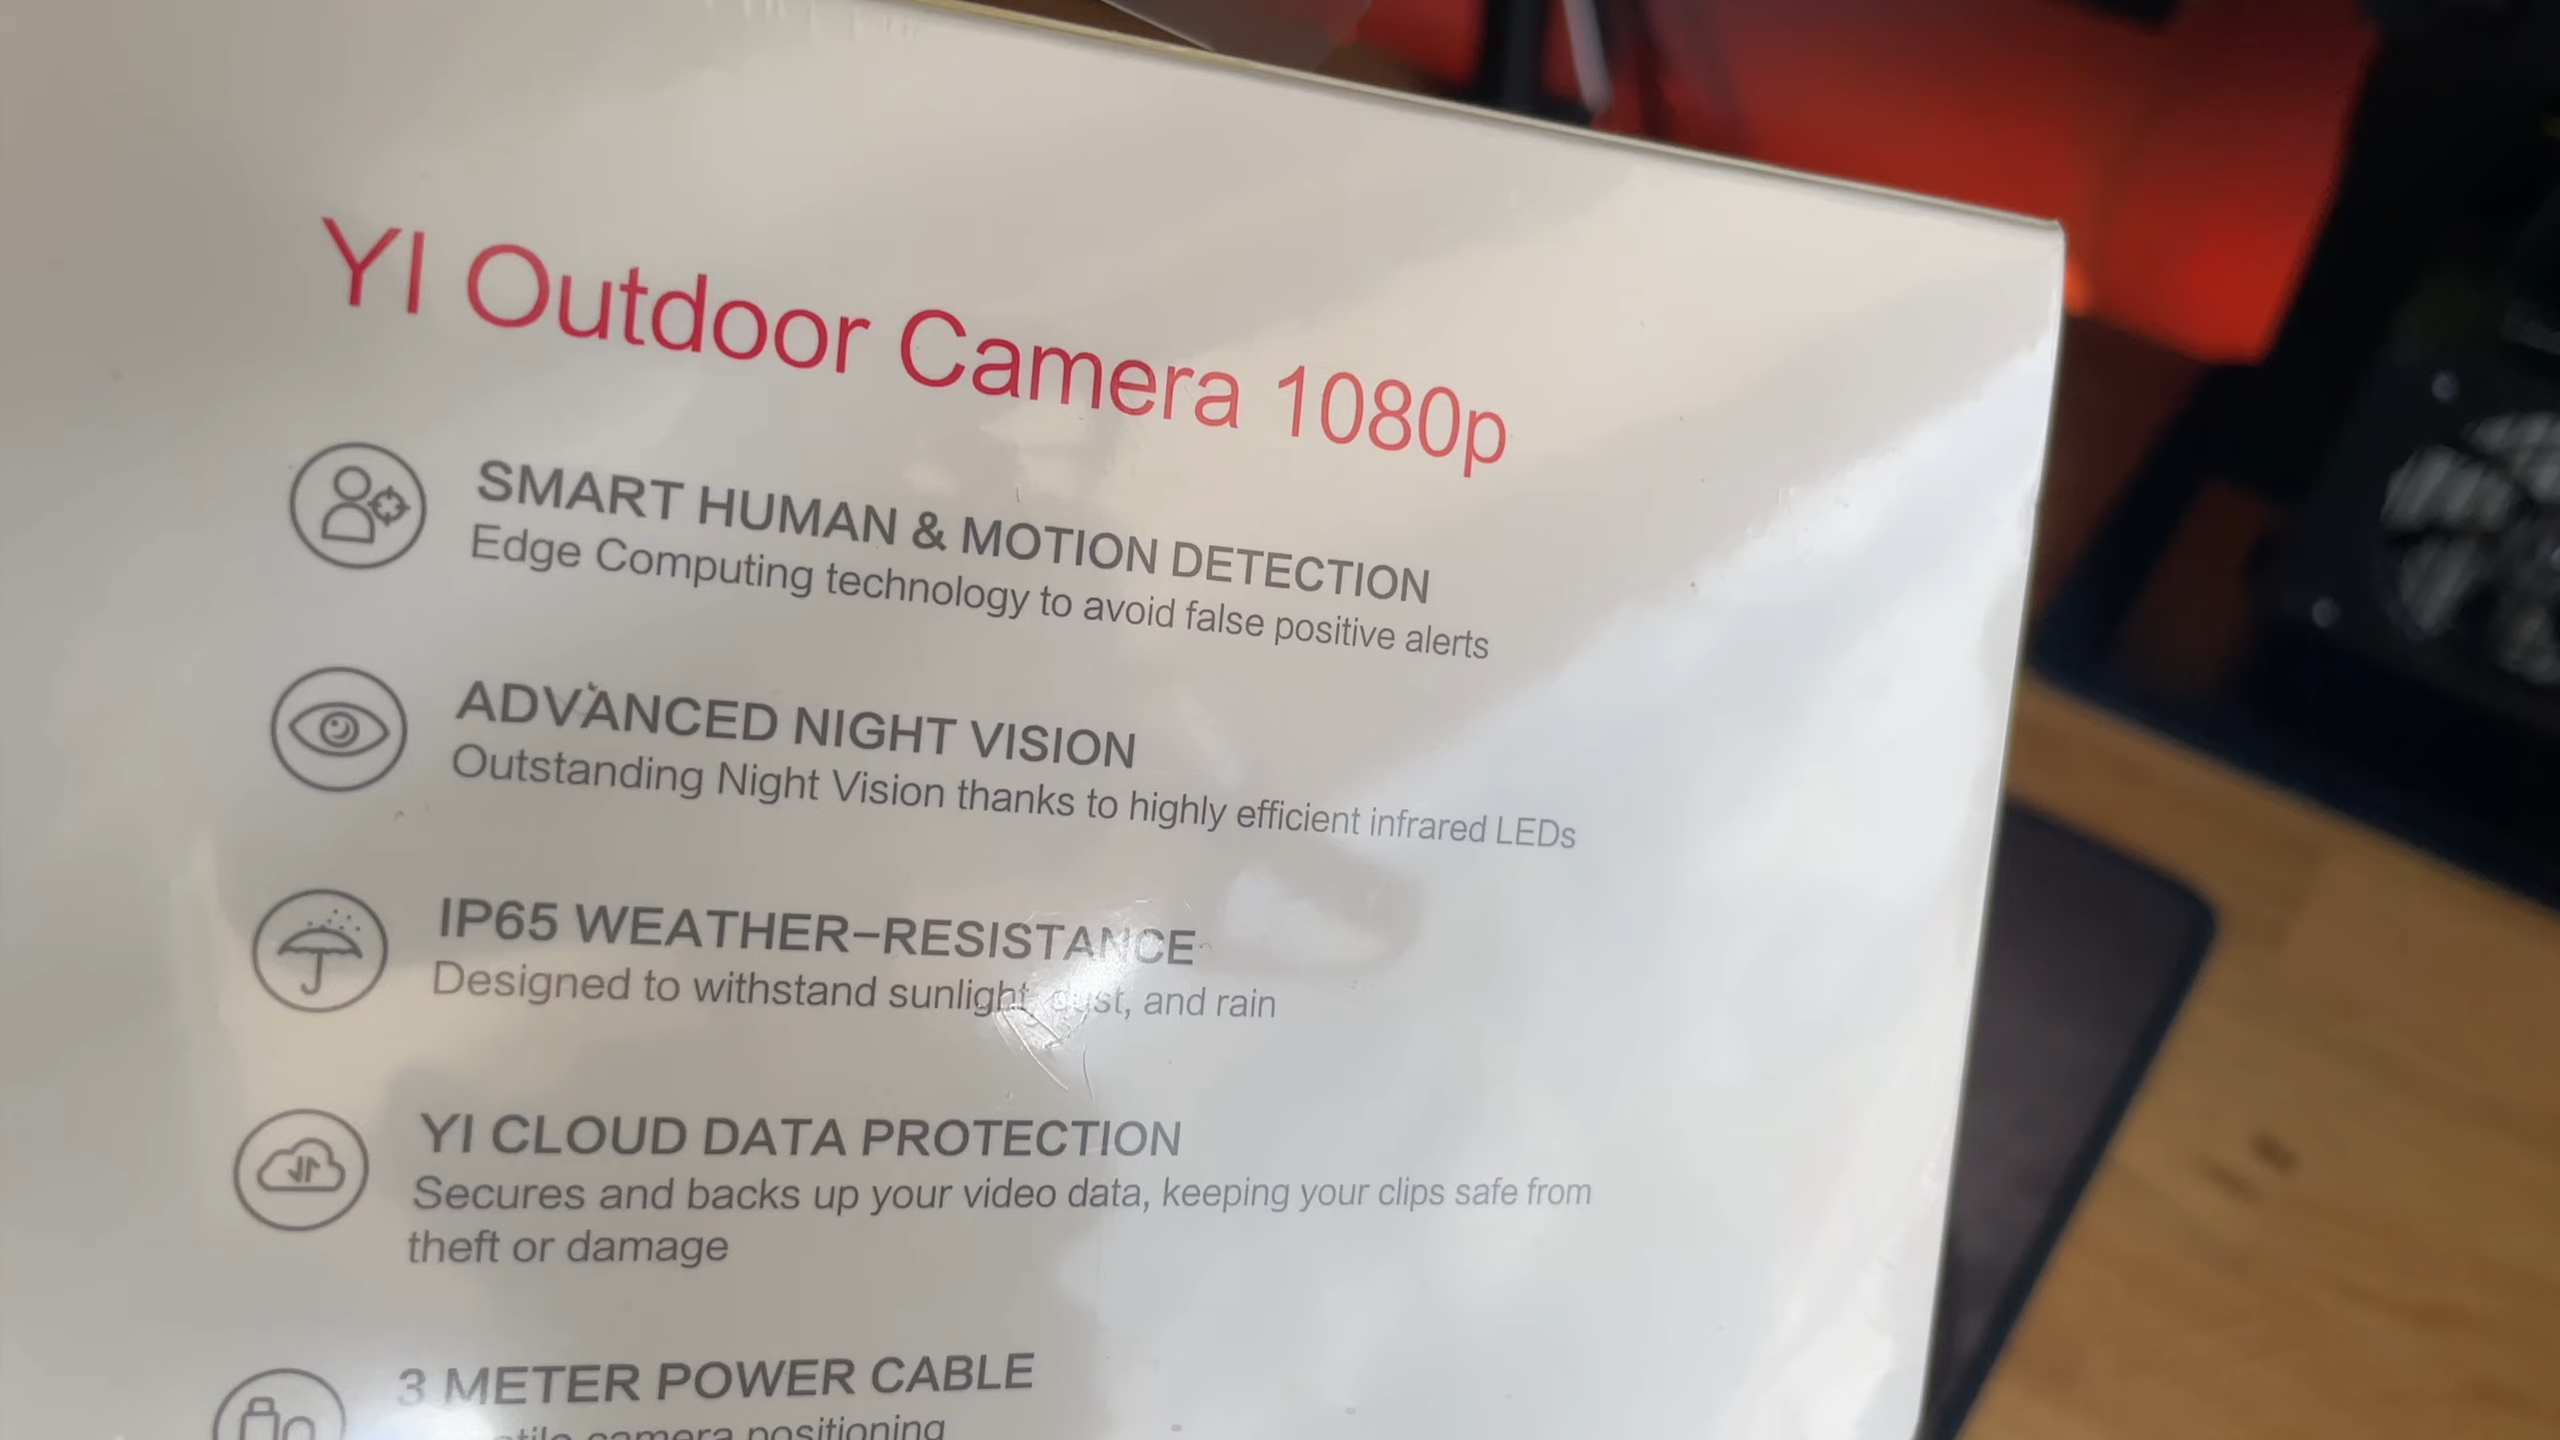 YI Outdoor Camera 1080p
SMART HUMAN & MOTION DETECTION
Edge Computing technology to avoid false positive alerts
ADVANCED NIGHT VISION
Outstanding Night Vision thanks to highly efficient infrared LEDs
IP65 WEATHER-RESISTANCE
Designed to withstand sunlight, dust, and rain
YI CLOUD DATA PROTECTION
Secures and backs up your video data, keeping your clips safe from
theft or damage
3 METER POWER CABLE
camera positioning